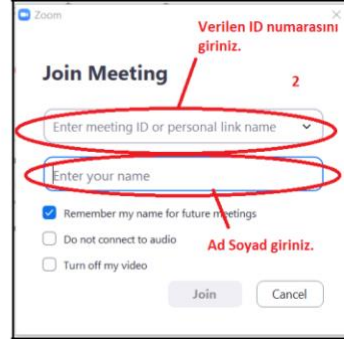 Zoom
Verilen ID numarasını
giriniz.
Join Meeting
2
Enter meeting ID or personal link name
Enter your name
Remember my name for future meetings
Do not connect to audio
Ad Soyad giriniz.
Turn off my video
Join
Cancel